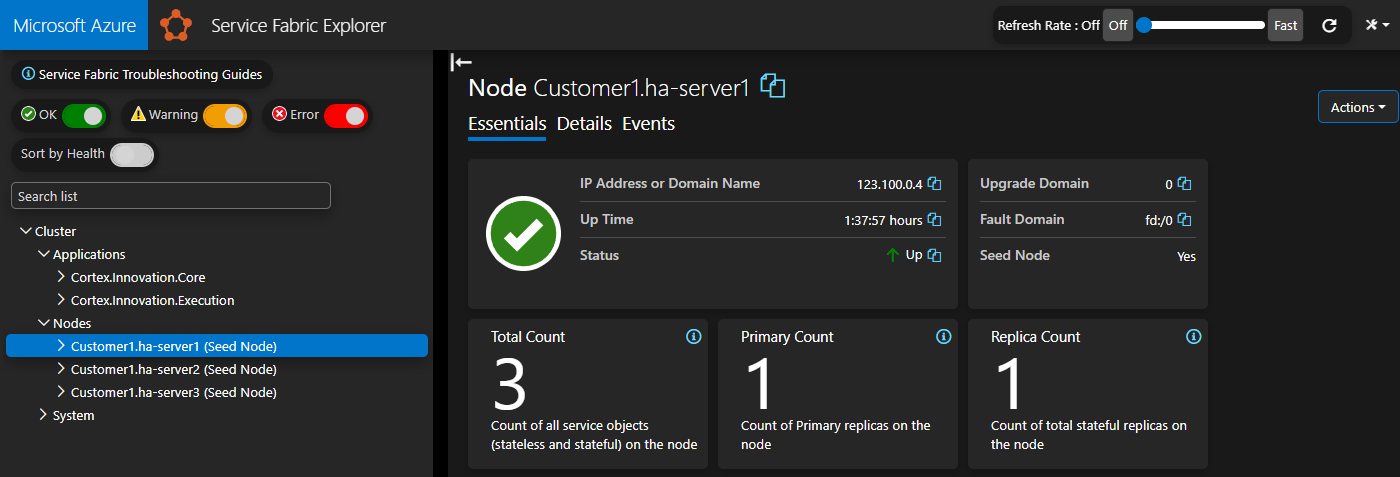 Microsoft Azure
Service Fabric Explorer
Refresh Rate : Off Off Fast
Service Fabric Troubleshooting Guides
OK Warning Error
Sort by Health
Search list
Cluster
Applications
Cortex.Innovation.Core
Cortex.Innovation.Execution
Nodes
Customer1.ha-server1 (Seed Node)
Customer1.ha-server2 (Seed Node)
Customer1.ha-server3 (Seed Node)
System
Node Customer1.ha-server1
Actions
Essentials Details Events
IP Address or Domain Name 123.100.0.4
Up Time 1:37:57 hours
Status Up
Upgrade Domain 0
Fault Domain fd:/0
Seed Node Yes
Total Count
3
Count of all service objects
(stateless and stateful) on the node
Primary Count
1
Count of Primary replicas on the
node
Replica Count
1
Count of total stateful replicas on
the node